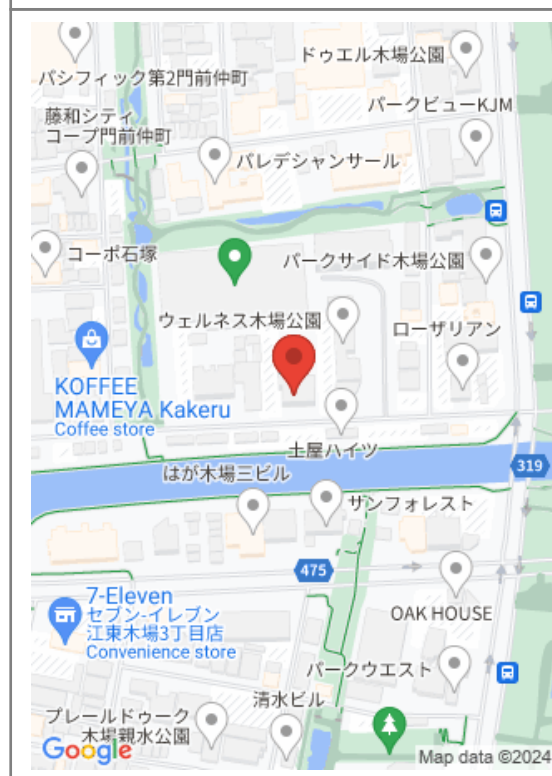 ドゥエル木場公園
パシフィック第2門前仲町
パークビューKJM
藤和シティ
コープ門前仲町
パレデシャンサール
コーポ石塚
パークサイド木場公園
ウェルネス木場公園
ローザリアン
KOFFEE
MAMEYA Kakeru
Coffee store
土屋ハイツ
はが木場三ビル
319
サンフォレスト
475
7-Eleven
セブン-イレブン
江東木場3丁目店
Convenience store
OAK HOUSE
パークウエスト
清水ビル
プレールドゥーク
木場親水公園
Google
Map data ©2024